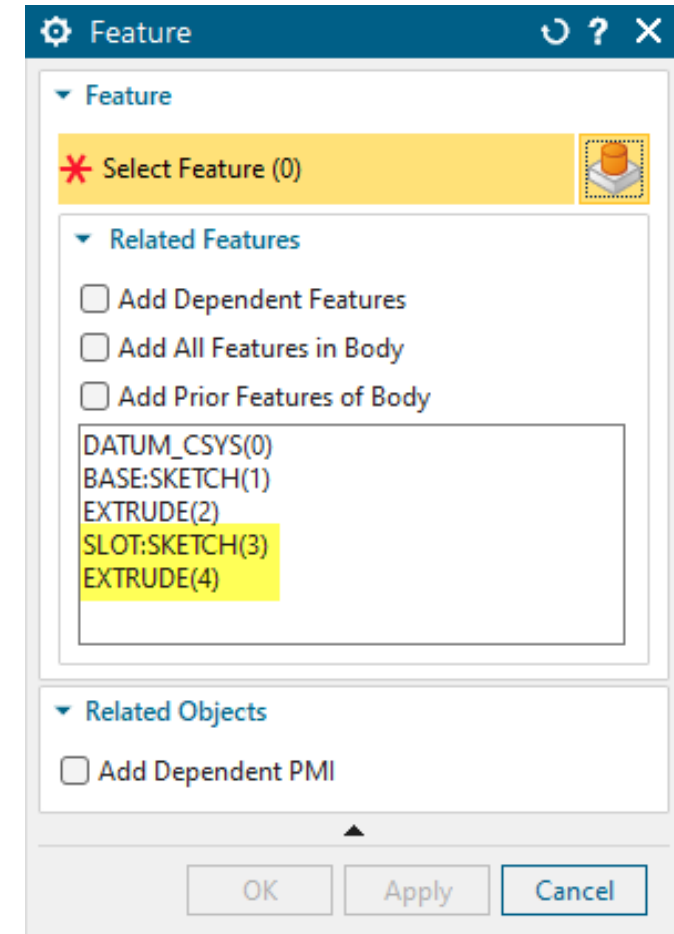 Feature
Feature
Select Feature (0)
Related Features
Add Dependent Features
Add All Features in Body
Add Prior Features of Body
DATUM_CSYS(0)
BASE:SKETCH(1)
EXTRUDE(2)
SLOT:SKETCH(3)
EXTRUDE(4)
Related Objects
Add Dependent PMI
OK Apply Cancel